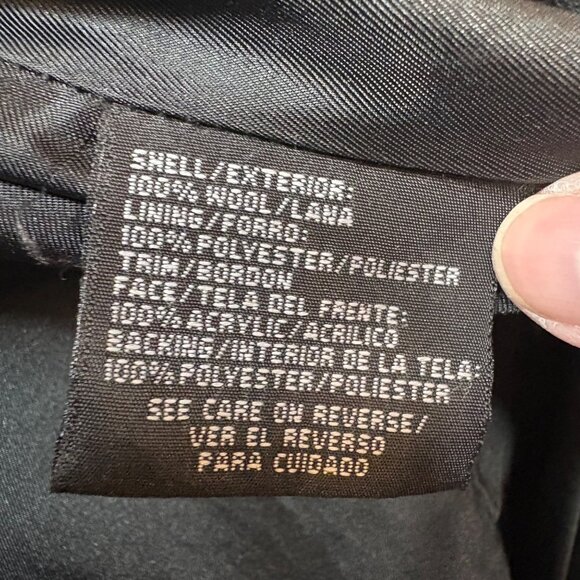 SHELL/EXTERIOR:
100% WOOL/LANA
LINING/FORRO:
100% POLYESTER/POLIESTER
TRIM/BORDON
FACE/TELA DEL FRENTE:
100% ACRYLIC/ACRILICO
BACKING/INTERIOR DE LA TELA:
100% POLYESTER/POLIESTER
SEE CARE ON REVERSE/
VER EL REVERSO
PARA CUIDADO